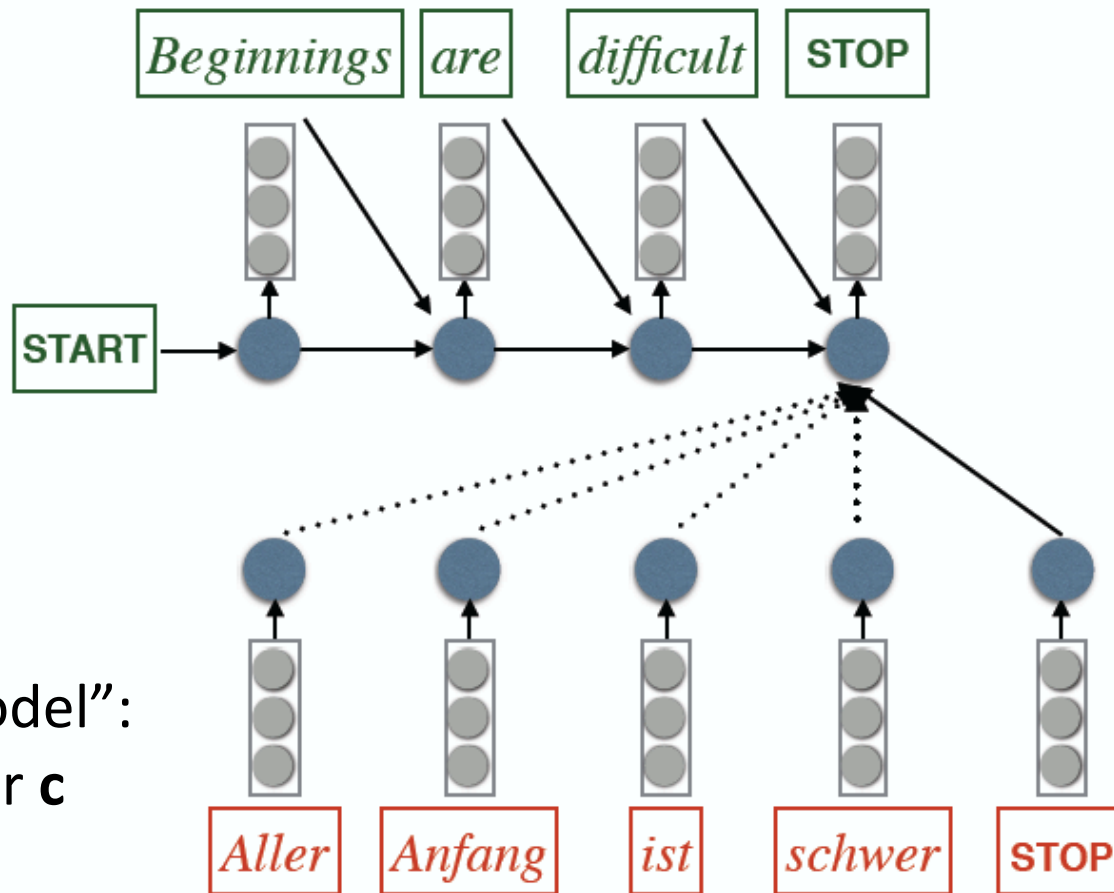 Beginnings are difficult STOP
START
odel”:
r c
Aller Anfang ist schwer STOP